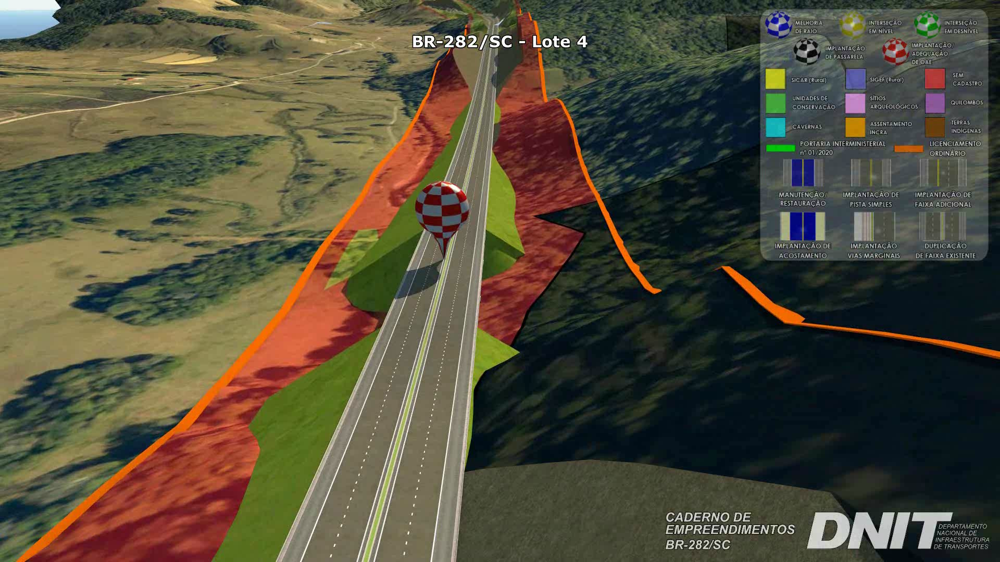 BR-282/SC - Lote 4
MELHORIA
DE RAIO
INTERSEÇÃO
EM NÍVEL
INTERSEÇÃO
EM DESNÍVEL
IMPLANTAÇÃO
DE PASSARELA
IMPLANTAÇÃO/
ADEQUAÇÃO
DE OAE
SICAR (Rural)
SIGEF (Rural)
SEM
CADASTRO
UNIDADES DE
CONSERVAÇÃO
SÍTIOS
ARQUEOLÓGICOS
QUILOMBOS
CAVERNAS
ASSENTAMENTO
INCRA
TERRAS
INDÍGENAS
PORTARIA INTERMINISTERIAL
nº 01/2020
LICENCIAMENTO
ORDINÁRIO
MANUTENÇÃO/
RESTAURAÇÃO
IMPLANTAÇÃO DE
PISTA SIMPLES
IMPLANTAÇÃO DE
FAIXA ADICIONAL
IMPLANTAÇÃO DE
ACOSTAMENTO
IMPLANTAÇÃO
VIAS MARGINAIS
DUPLICAÇÃO
DE FAIXA EXISTENTE
CADERNO DE
EMPREENDIMENTOS
BR-282/SC
DNIT
DEPARTAMENTO
NACIONAL DE
INFRAESTRUTURA
DE TRANSPORTES